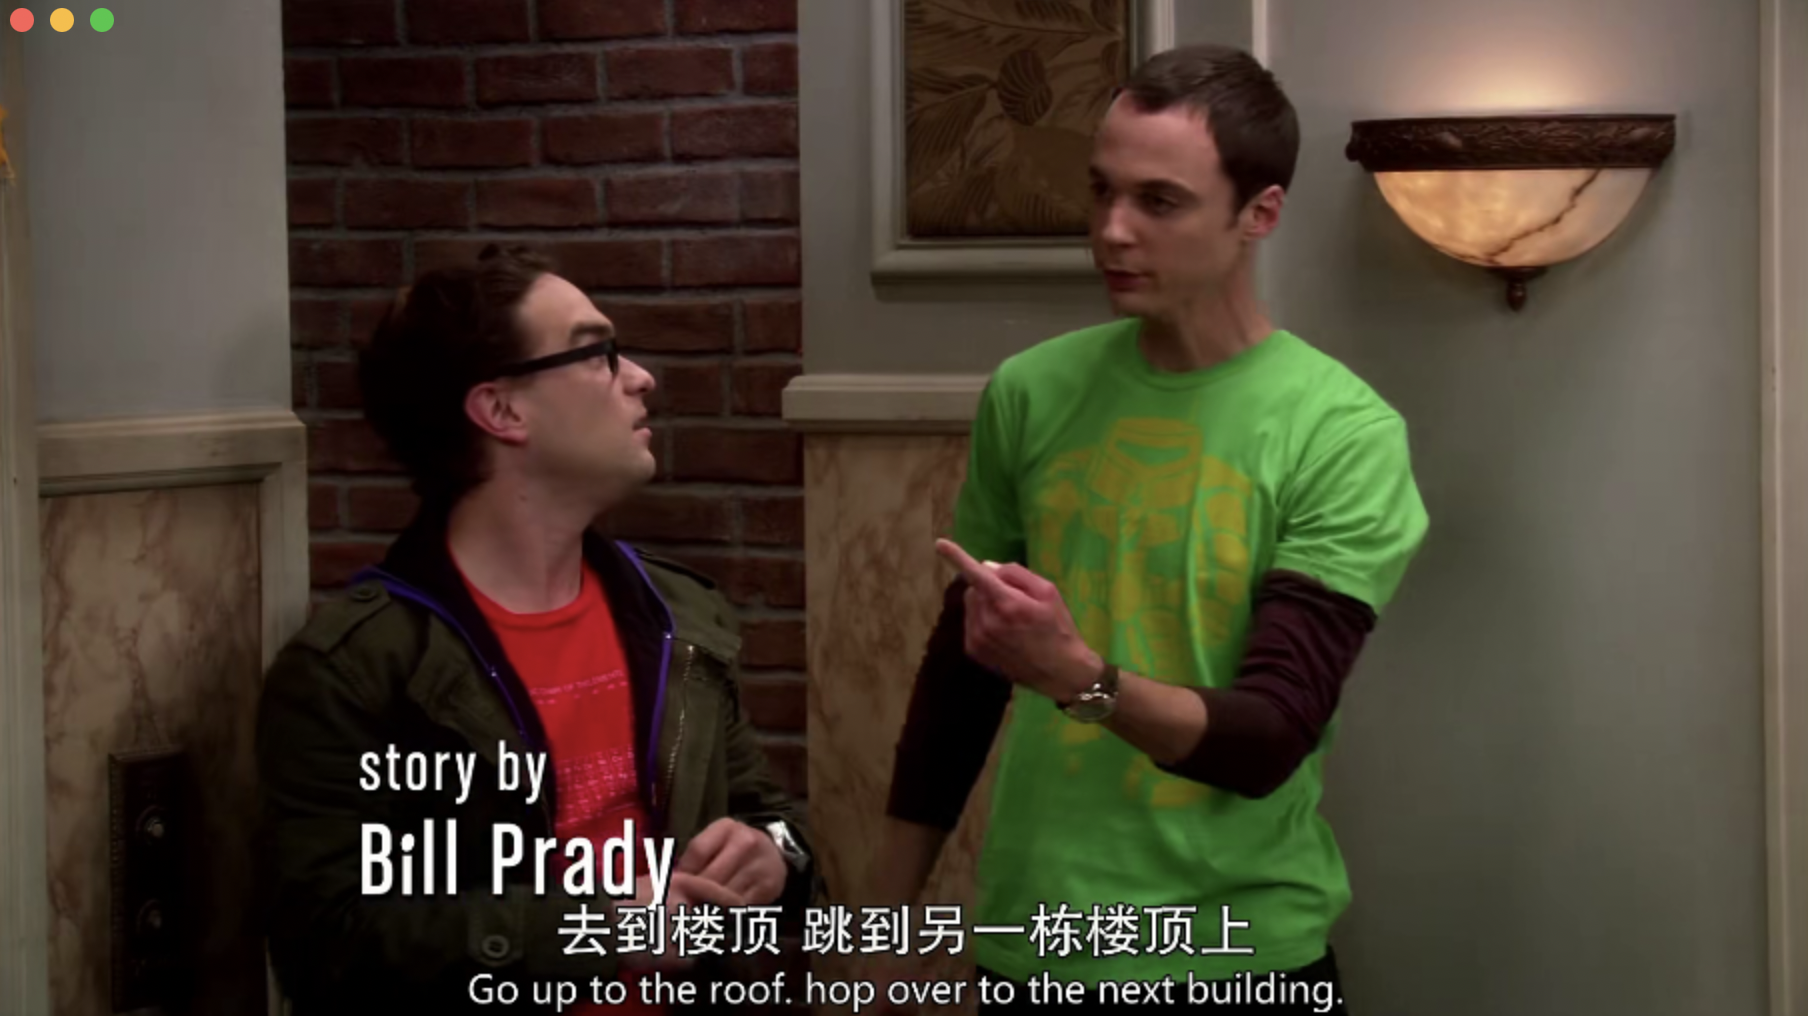 story by
Bill Prady
去到楼顶 跳到另一栋楼顶上
Go up to the roof. hop over to the next building.